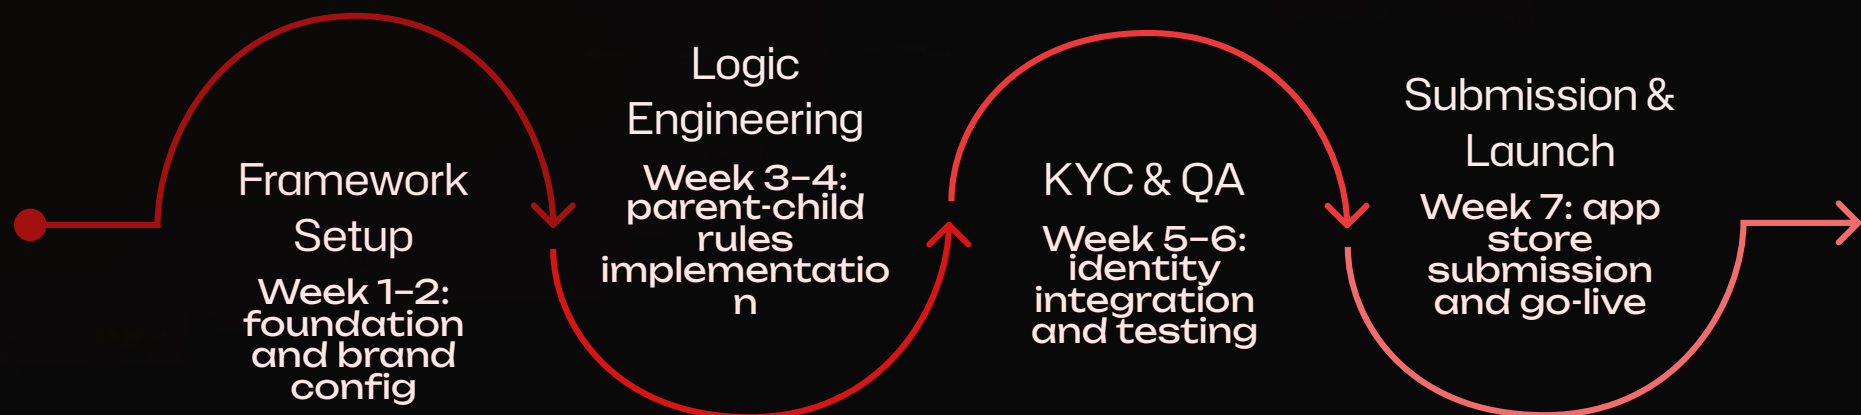 Framework
Setup
Week 1–2:
foundation
and brand
config
Logic
Engineering
Week 3–4:
parent-child
rules
implementatio
n
KYC & QA
Week 5–6:
identity
integration
and testing
Submission &
Launch
Week 7: app
store
submission
and go-live